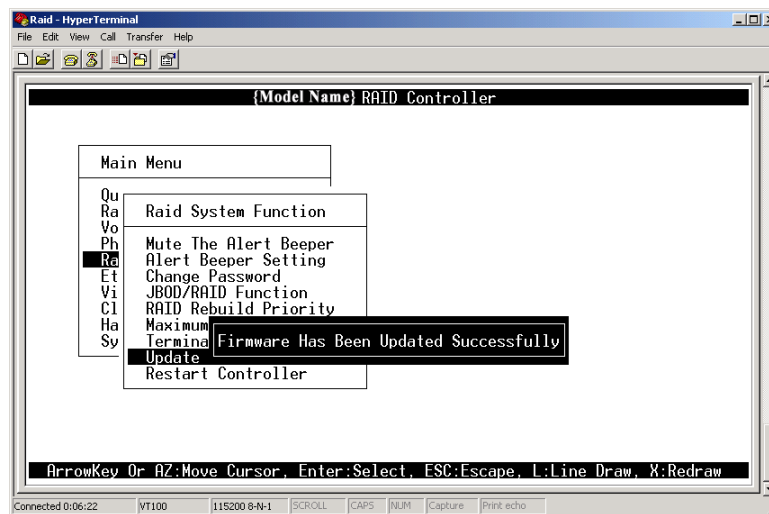 Raid - HyperTerminal
File Edit View Call Transfer Help
{Model Name} RAID Controller
Main Menu
Qu
Ra
Vo
Ph
Ra
Et
Vi
Cl
Ha
Sy
Raid System Function
Mute The Alert Beeper
Alert Beeper Setting
Change Password
JBOD/RAID Function
RAID Rebuild Priority
Maximum
Termina
Update
Restart Controller
Firmware Has Been Updated Successfully
ArrowKey Or AZ:Move Cursor, Enter:Select, ESC:Escape, L:Line Draw, X:Redraw
Connected 0:06:22 VT100 115200 8-N-1 SCROLL CAPS NUM Capture Print echo